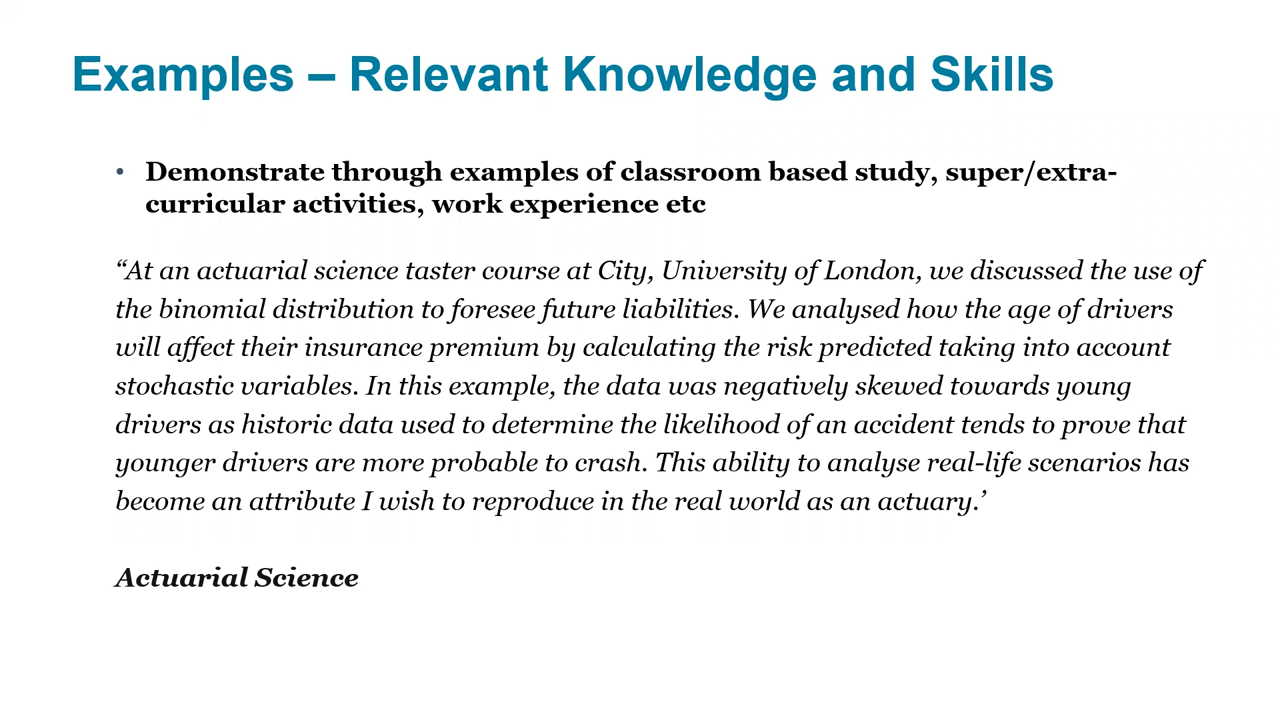 Examples – Relevant Knowledge and Skills
• Demonstrate through examples of classroom based study, super/extra-
curricular activities, work experience etc
“At an actuarial science taster course at City, University of London, we discussed the use of
the binomial distribution to foresee future liabilities. We analysed how the age of drivers
will affect their insurance premium by calculating the risk predicted taking into account
stochastic variables. In this example, the data was negatively skewed towards young
drivers as historic data used to determine the likelihood of an accident tends to prove that
younger drivers are more probable to crash. This ability to analyse real-life scenarios has
become an attribute I wish to reproduce in the real world as an actuary.’
Actuarial Science